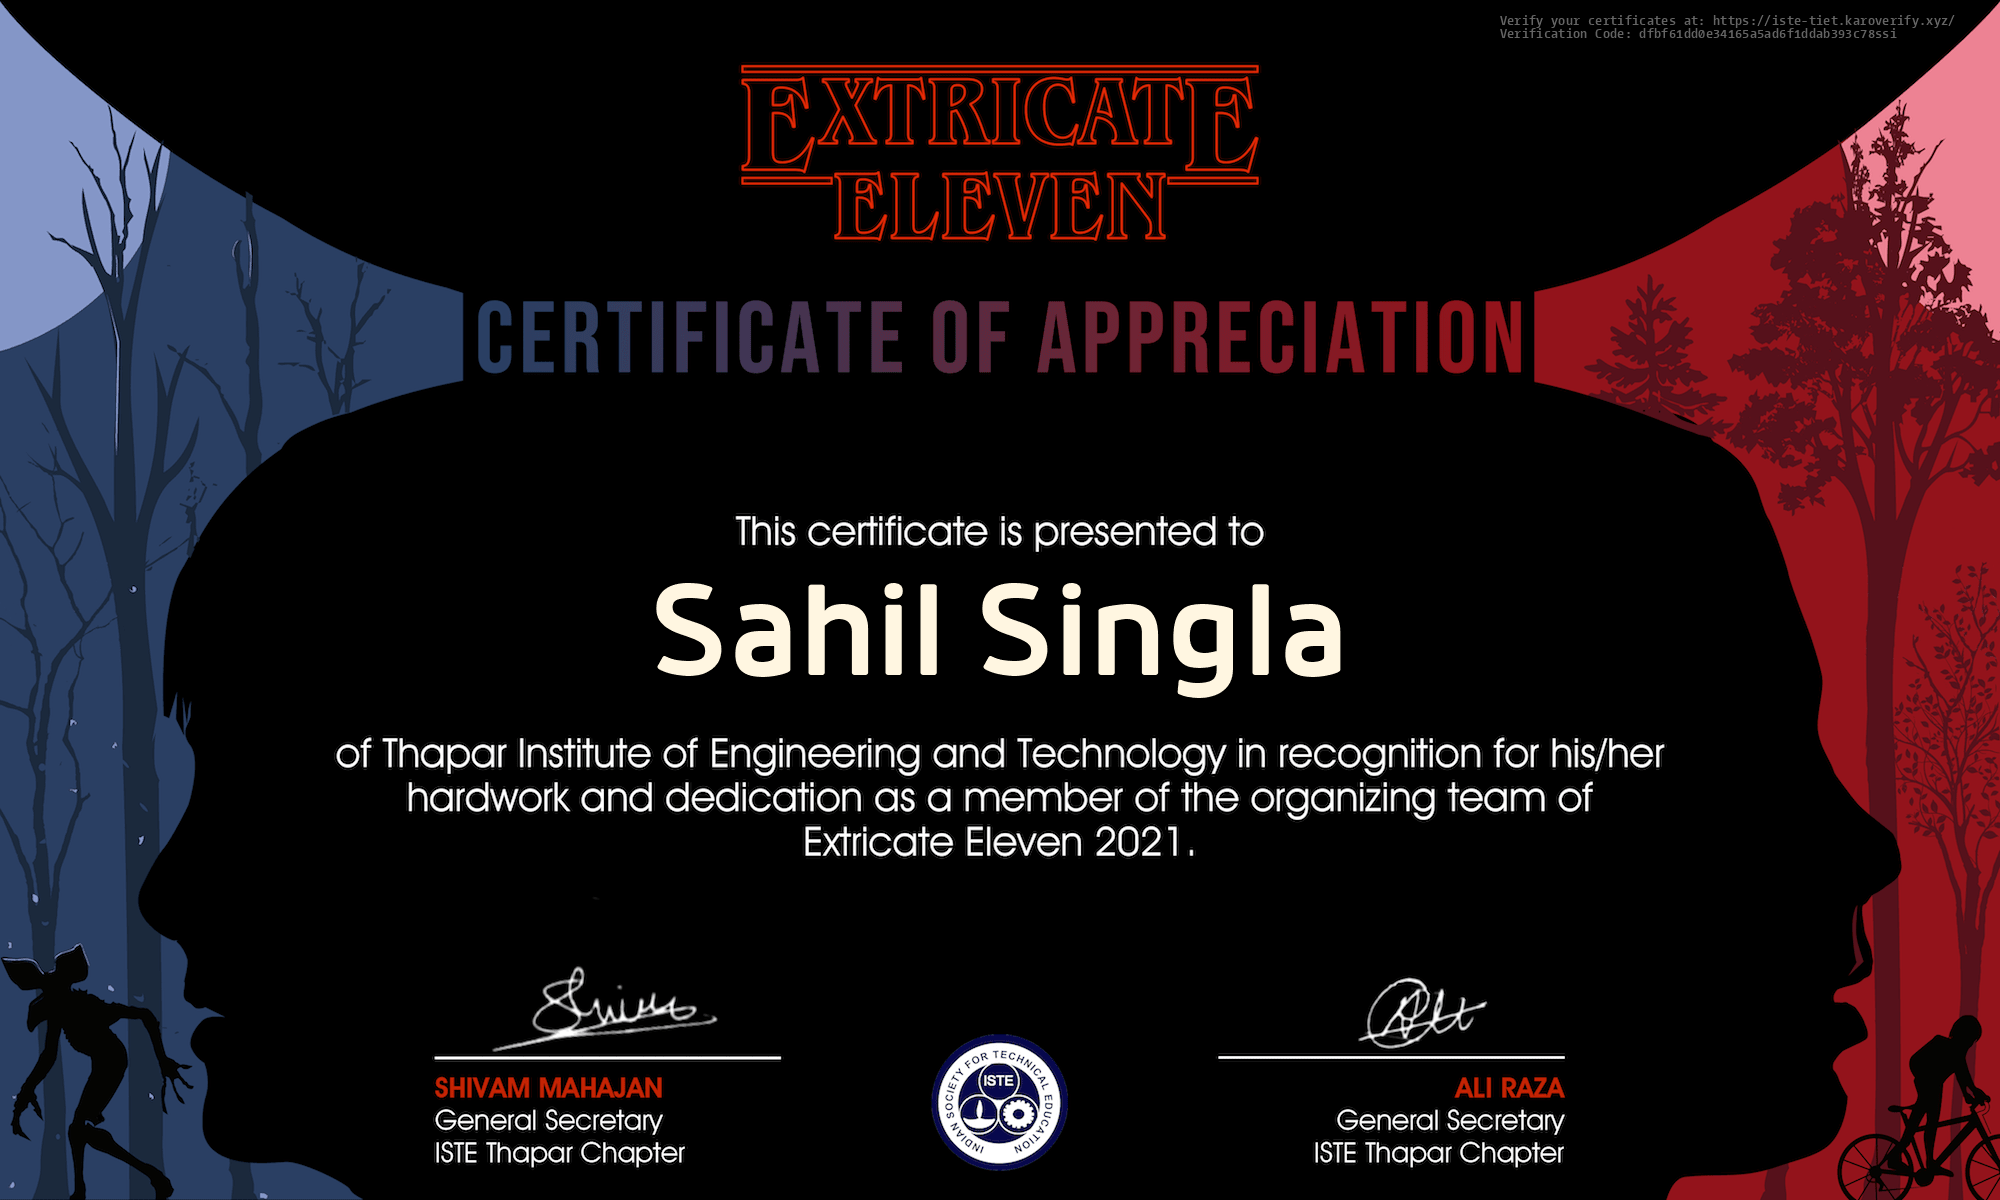 Verify your certificates at: https://iste-tiet.karoverify.xyz/
Verification Code: dfbf61dd0e34165a5ad6f1ddab393c78ssi
EXTRICATE
ELEVEN
CERTIFICATE OF APPRECIATION
This certificate is presented to
Sahil Singla
of Thapar Institute of Engineering and Technology in recognition for his/her
hardwork and dedication as a member of the organizing team of
Extricate Eleven 2021.
SHIVAM MAHAJAN
General Secretary
ISTE Thapar Chapter
INDIAN SOCIETY FOR TECHNICAL EDUCATION
ISTE
ALI RAZA
General Secretary
ISTE Thapar Chapter